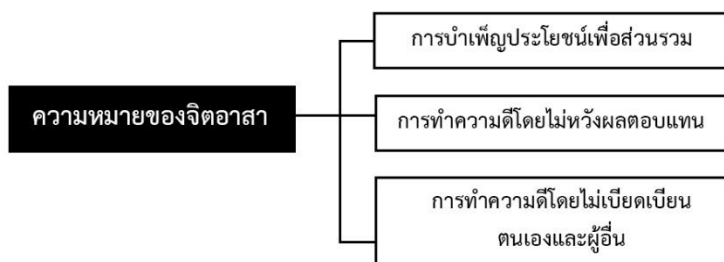 ความหมายของจิตอาสา
การบำเพ็ญประโยชน์เพื่อส่วนรวม
การทำความดีโดยไม่หวังผลตอบแทน
การทำความดีโดยไม่เบียดเบียน
ตนเองและผู้อื่น